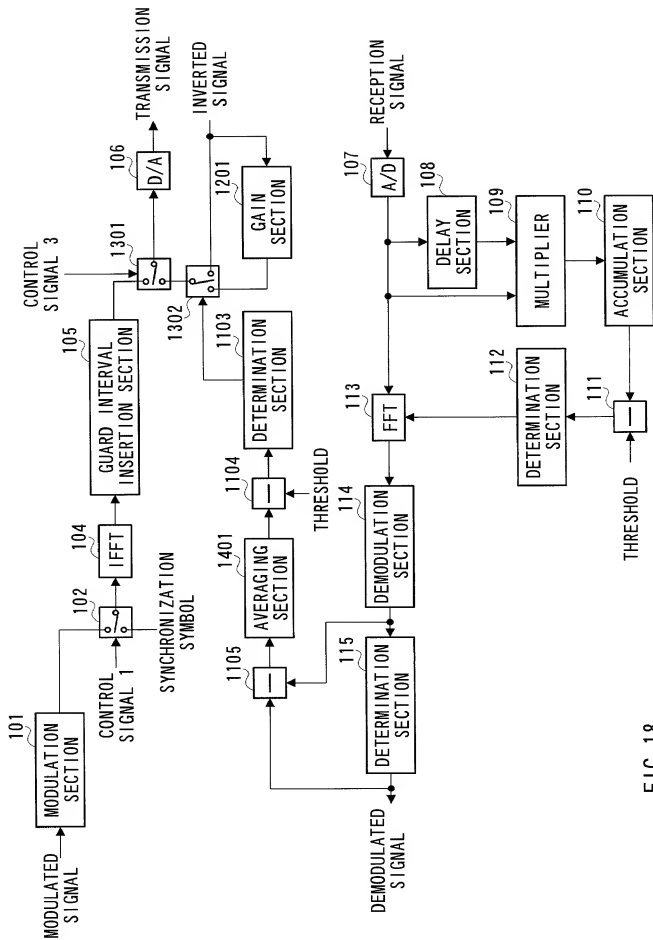 MODULATED
SIGNAL
101
MODULATION
SECTION
102
CONTROL
SIGNAL 1
SYNCHRONIZATION
SYMBOL
104
IFFT
105
GUARD INTERVAL
INSERTION SECTION
CONTROL
SIGNAL 3
1301
106
D/A
TRANSMISSION
SIGNAL
1302
INVERTED
SIGNAL
1201
GAIN
SECTION
1103
DETERMINATION
SECTION
1104
THRESHOLD
1401
AVERAGING
SECTION
1105
DEMODULATED
SIGNAL
115
DETERMINATION
SECTION
114
DEMODULATION
SECTION
113
FFT
107
A/D
RECEPTION
SIGNAL
108
DELAY
SECTION
109
MULTIPLIER
110
ACCUMULATION
SECTION
112
DETERMINATION
SECTION
111
THRESHOLD
FIG.18